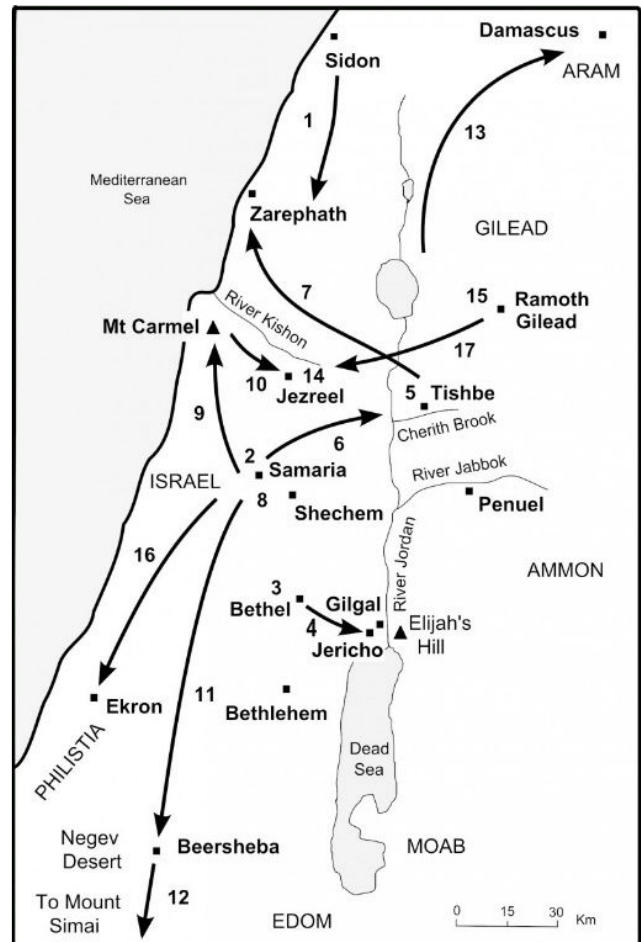 Damascus
Sidon
ARAM
1
13
Mediterranean
Sea
Zarephath
GILEAD
7
15
Ramoth
Gilead
River Kishon
Mt Carmel
17
10
14
Jezreel
5
Tishbe
9
Cherith Brook
6
2
Samaria
River Jabbok
ISRAEL
8
Shechem
Penuel
16
River Jordan
AMMON
3
Bethel
Gilgal
4
Jericho
Elijah's
Hill
11
Ekron
Bethlehem
PHILISTIA
Dead
Sea
Negev
Desert
Beersheba
MOAB
12
To Mount
Simai
EDOM
0 15 30
Km